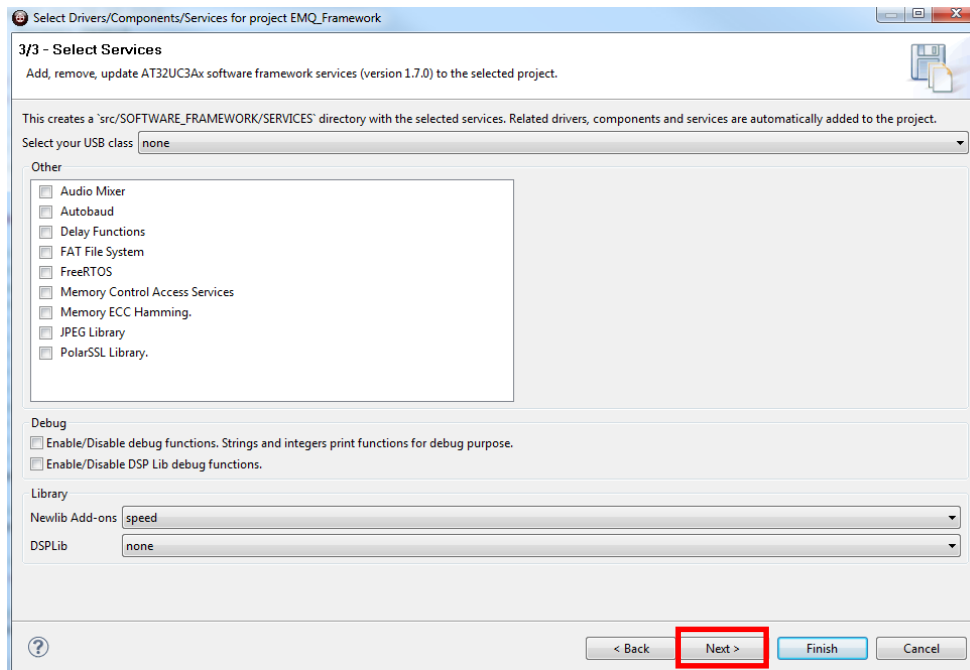 Select Drivers/Components/Services for project EMQ_Framework
3/3 - Select Services
Add, remove, update AT32UC3Ax software framework services (version 1.7.0) to the selected project.
This creates a `src/SOFTWARE_FRAMEWORK/SERVICES` directory with the selected services. Related drivers, components and services are automatically added to the project.
Select your USB class none
Other
Audio Mixer
Autobaud
Delay Functions
FAT File System
FreeRTOS
Memory Control Access Services
Memory ECC Hamming.
JPEG Library
PolarSSL Library.
Debug
Enable/Disable debug functions. Strings and integers print functions for debug purpose.
Enable/Disable DSP Lib debug functions.
Library
Newlib Add-ons speed
DSPLib none
? < Back Next > Finish Cancel